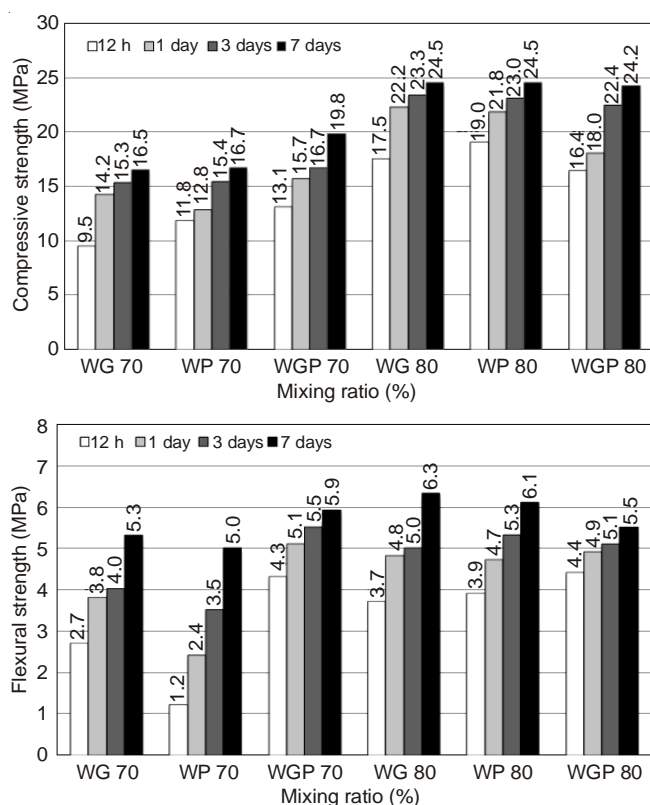 Compressive strength (MPa)
30
25
20
15
10
5
0
12 h 1 day 3 days 7 days
9.5 14.2 15.3 16.5
11.8 12.8 15.4 16.7
13.1 15.7 16.7 19.8
17.5 22.2 23.3 24.5
19.0 21.8 23.0 24.5
16.4 18.0 22.4 24.2
WG 70 WP 70 WGP 70 WG 80 WP 80 WGP 80
Mixing ratio (%)
Flexural strength (MPa)
8
7
6
5
4
3
2
1
0
12 h 1 day 3 days 7 days
2.7 3.8 4.0 5.3
1.2 2.4 3.5 5.0
4.3 5.1 5.5 5.9
3.7 4.8 5.0 6.3
3.9 4.7 5.3 6.1
4.4 4.9 5.1 5.5
WG 70 WP 70 WGP 70 WG 80 WP 80 WGP 80
Mixing ratio (%)